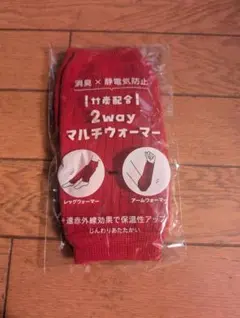 消臭×静電気防止
竹炭配合
2way
マルチウォーマー
レッグウォーマー
アームウォーマー
+遠赤外線効果で保温性アップ
じんわりあたたかい